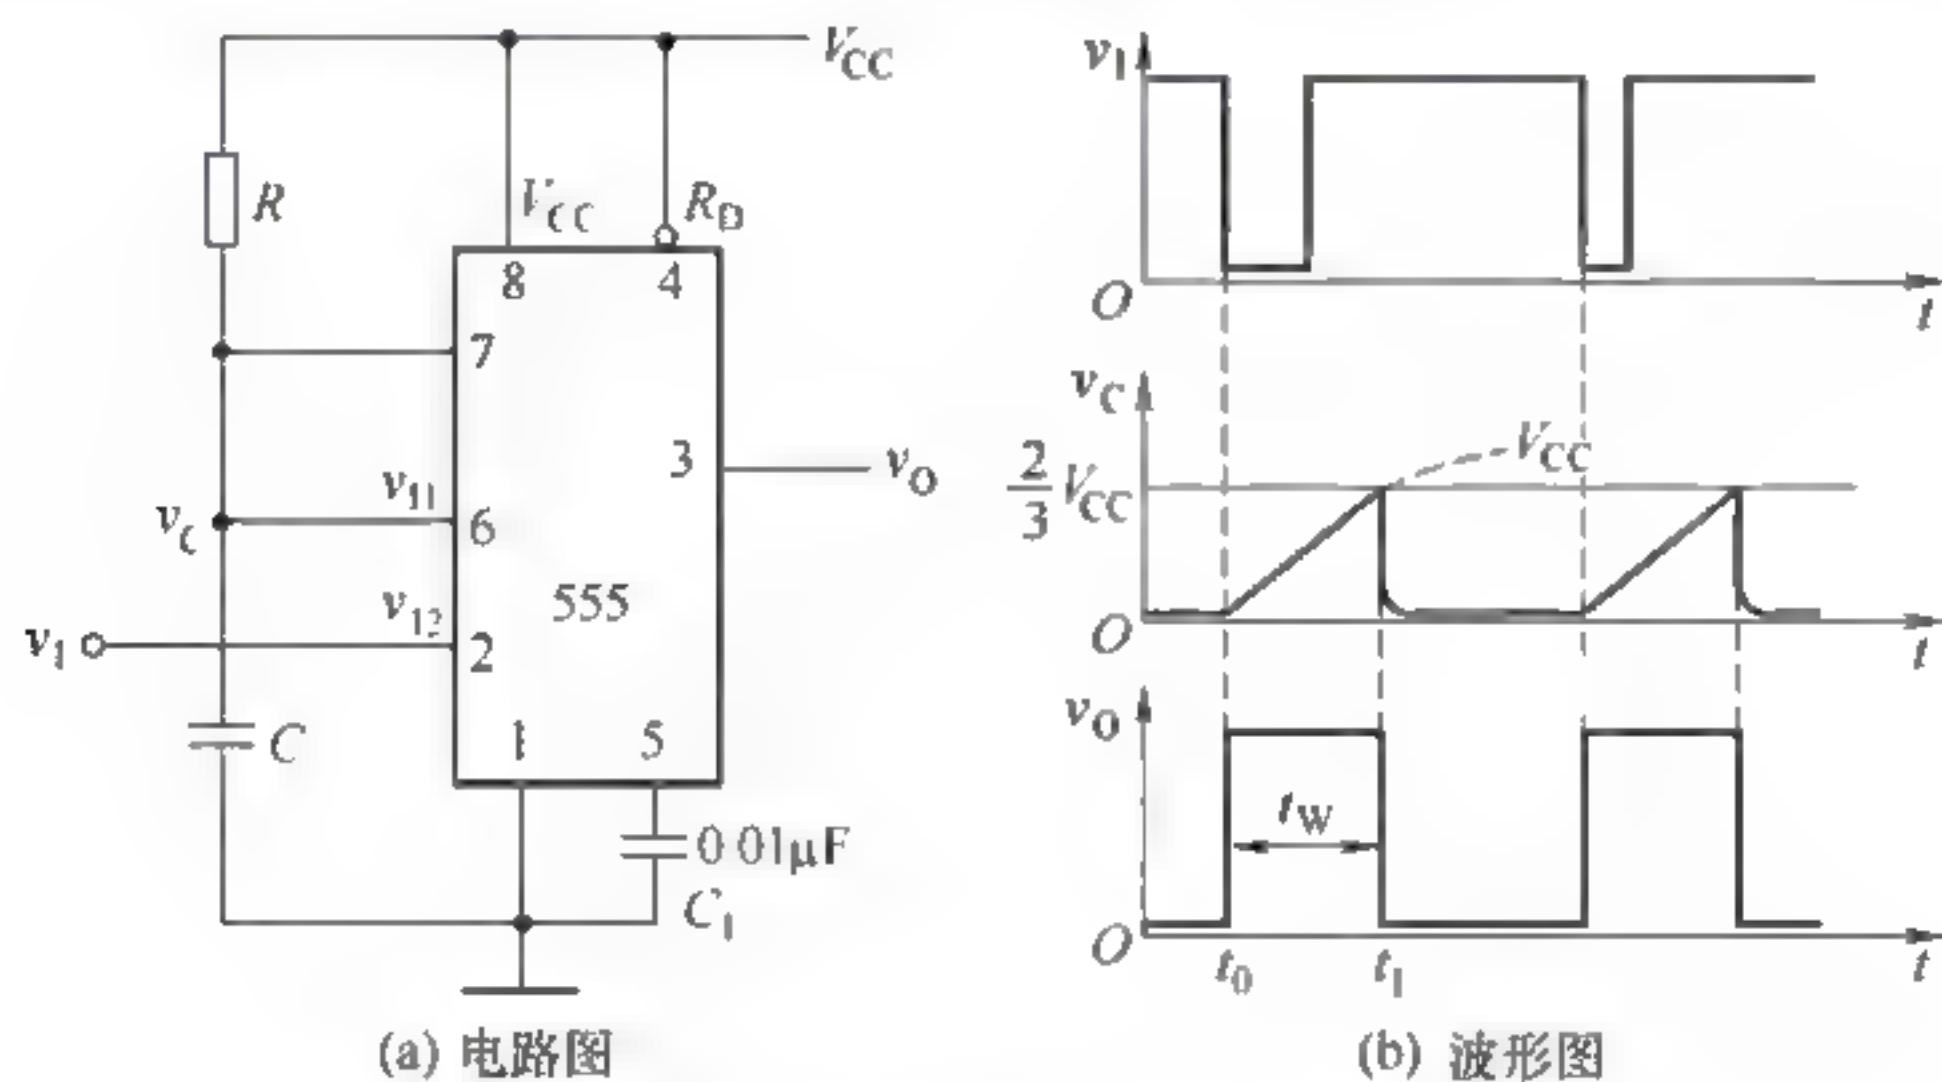 V_CC
R
V_CC
R_D
8
4
7
3
v_O
v_I1
v_C
6
v_I2
555
v_I
2
C
1
5
0.01μF
C_1
(a) 电路图
v_I
O
t
v_C
2/3 V_CC
V_CC
O
t
v_O
t_W
O
t_0
t_1
t
(b) 波形图